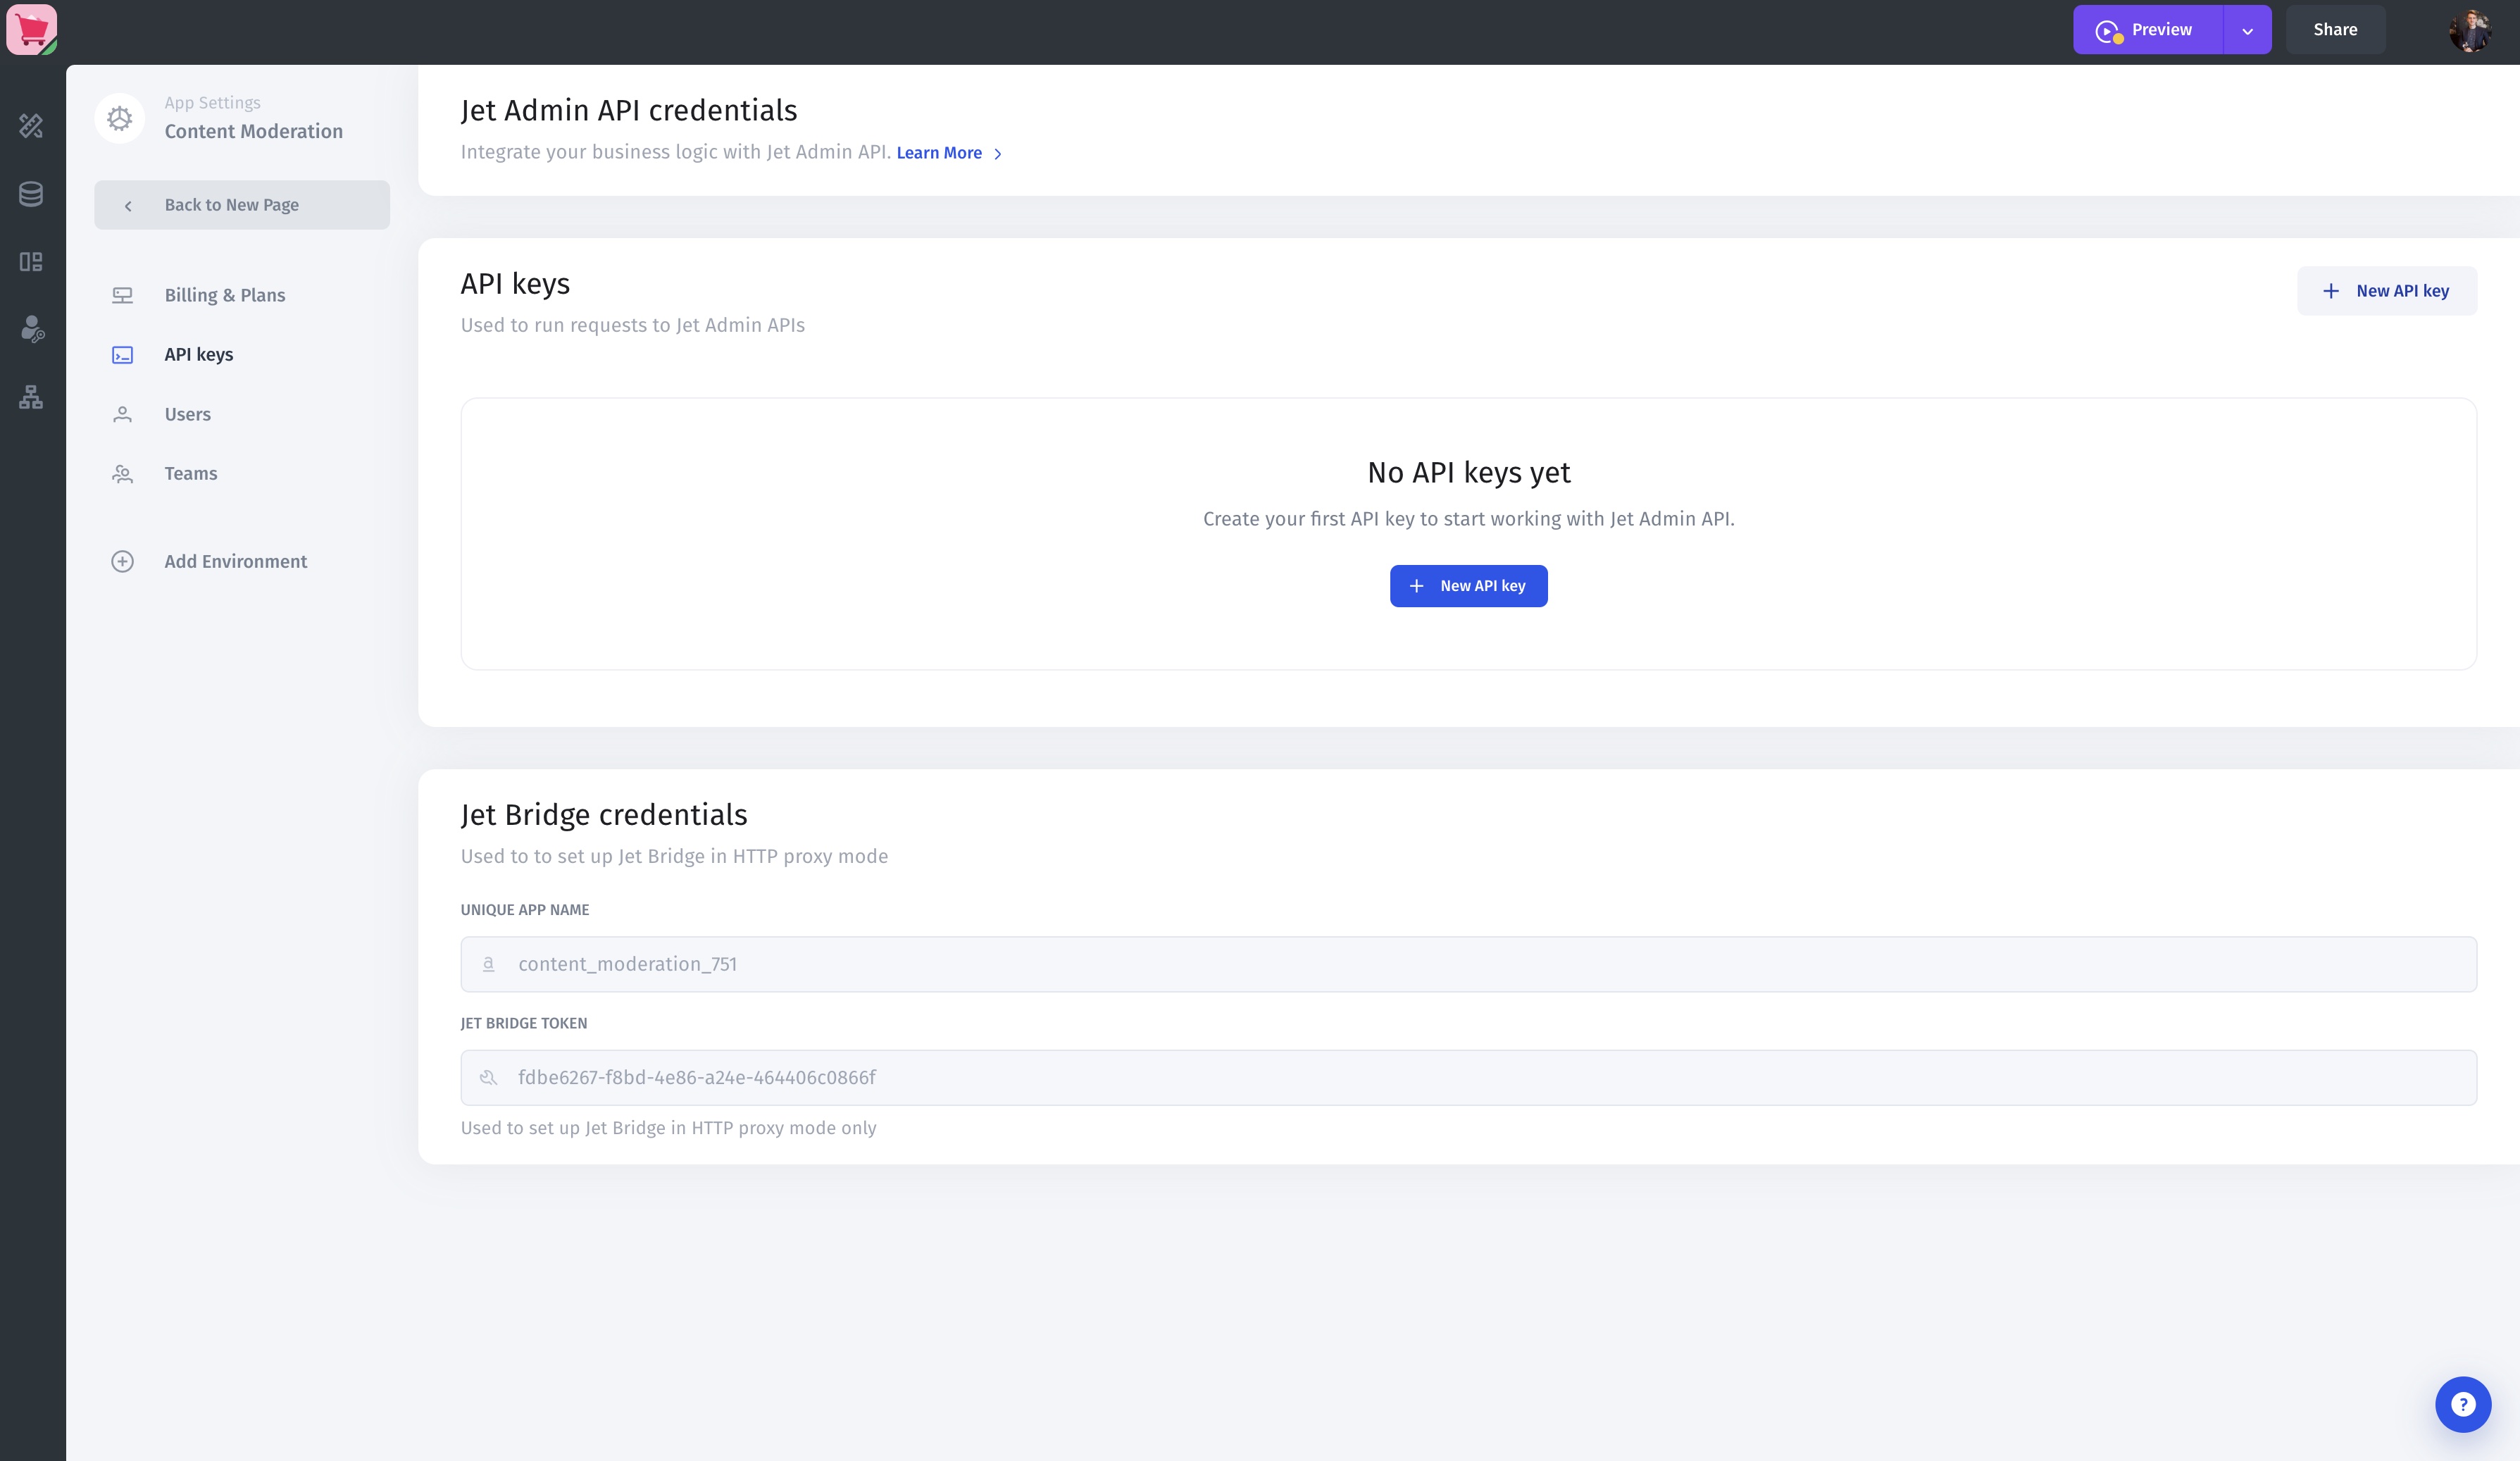 Preview
Share
App Settings
Content Moderation
Back to New Page
Billing & Plans
API keys
Users
Teams
Add Environment
Jet Admin API credentials
Integrate your business logic with Jet Admin API. Learn More
API keys
Used to run requests to Jet Admin APIs
New API key
No API keys yet
Create your first API key to start working with Jet Admin API.
New API key
Jet Bridge credentials
Used to to set up Jet Bridge in HTTP proxy mode
UNIQUE APP NAME
content_moderation_751
JET BRIDGE TOKEN
fdbe6267-f8bd-4e86-a24e-464406c0866f
Used to set up Jet Bridge in HTTP proxy mode only